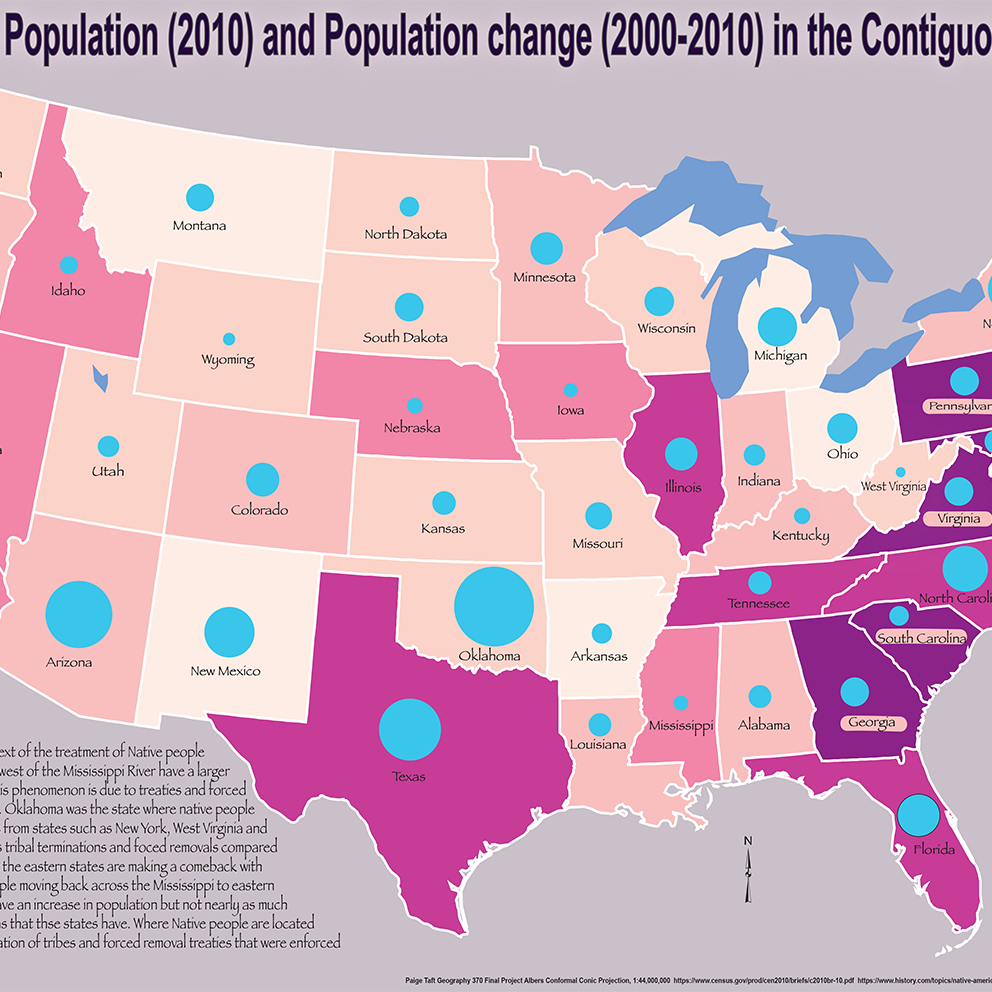 Population (2010) and Population change (2000-2010) in the Contiguo
Montana
North Dakota
Minnesota
Idaho
South Dakota
Wisconsin
Wyoming
Michigan
Iowa
Nebraska
Pennsylvan
Utah
Colorado
Illinois
Indiana
Ohio
West Virginia
Kansas
Missouri
Kentucky
Virginia
Tennessee
North Caroli
Arizona
New Mexico
Oklahoma
Arkansas
South Carolina
Mississippi
Alabama
Georgia
Louisiana
Texas
Florida
N
ext of the treatment of Native people
west of the Mississippi River have a larger
is phenomenon is due to treaties and forced
. Oklahoma was the state where native people
from states such as New York, West Virginia and
s tribal terminations and foced removals compared
the eastern states are making a comeback with
ple moving back across the Mississippi to eastern
ave an increase in population but not nearly as much
ns that thse states have. Where Native people are located
ation of tribes and forced removal treaties that were enforced
Paige Taft Geography 370 Final Project Albers Conformal Conic Projection, 1:44,000,000 https://www.census.gov/prod/cen2010/briefs/c2010br-10.pdf https://www.history.com/topics/native-americ